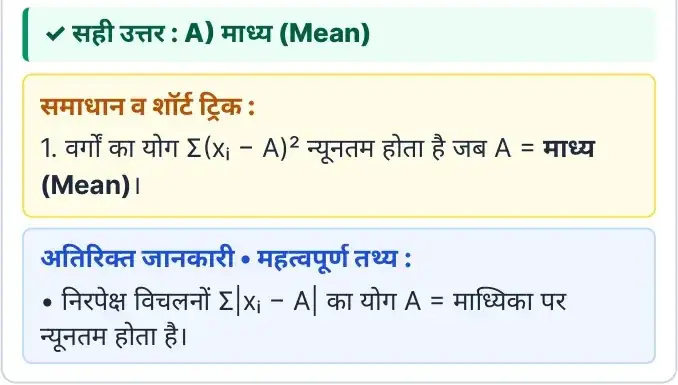 ✓ सही उत्तर : A) माध्य (Mean)
समाधान व शॉर्ट ट्रिक :
1. वर्गों का योग Σ(xᵢ − A)² न्यूनतम होता है जब A = माध्य
(Mean)।
अतिरिक्त जानकारी • महत्वपूर्ण तथ्य :
• निरपेक्ष विचलनों Σ|xᵢ − A| का योग A = माध्यिका पर
न्यूनतम होता है।